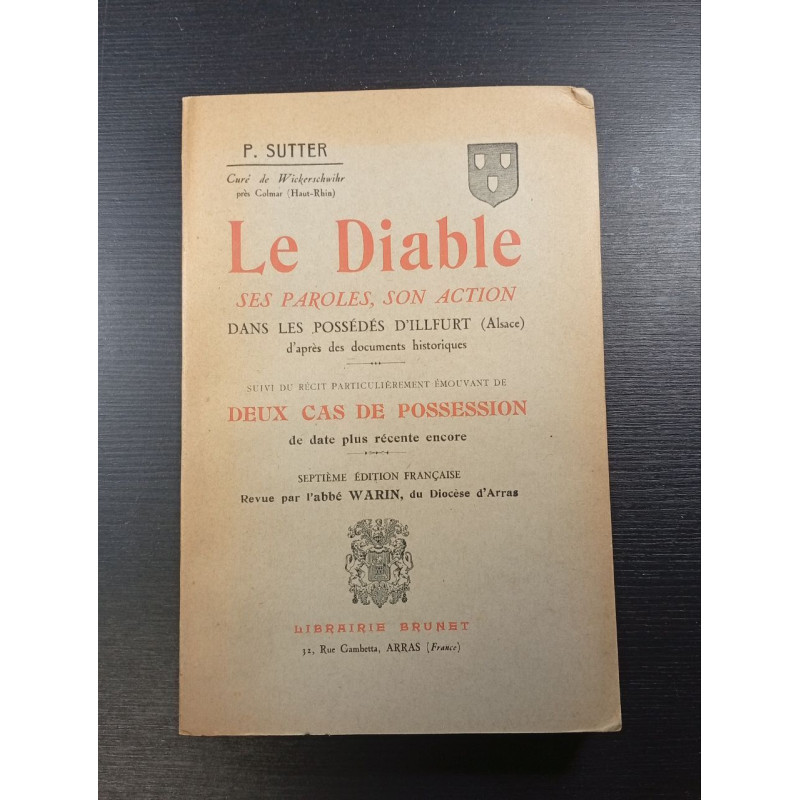 P. SUTTER
Curé de Wickerschwihr
près Colmar (Haut-Rhin)
Le Diable
SES PAROLES, SON ACTION
DANS LES POSSÉDÉS D'ILLFURT (Alsace)
d'après des documents historiques
SUIVI DU RÉCIT PARTICULIÈREMENT ÉMOUVANT DE
DEUX CAS DE POSSESSION
de date plus récente encore
SEPTIÈME ÉDITION FRANÇAISE
Revue par l'abbé WARIN, du Diocèse d'Arras
LIBRAIRIE BRUNET
32, Rue Gambetta, ARRAS (France)